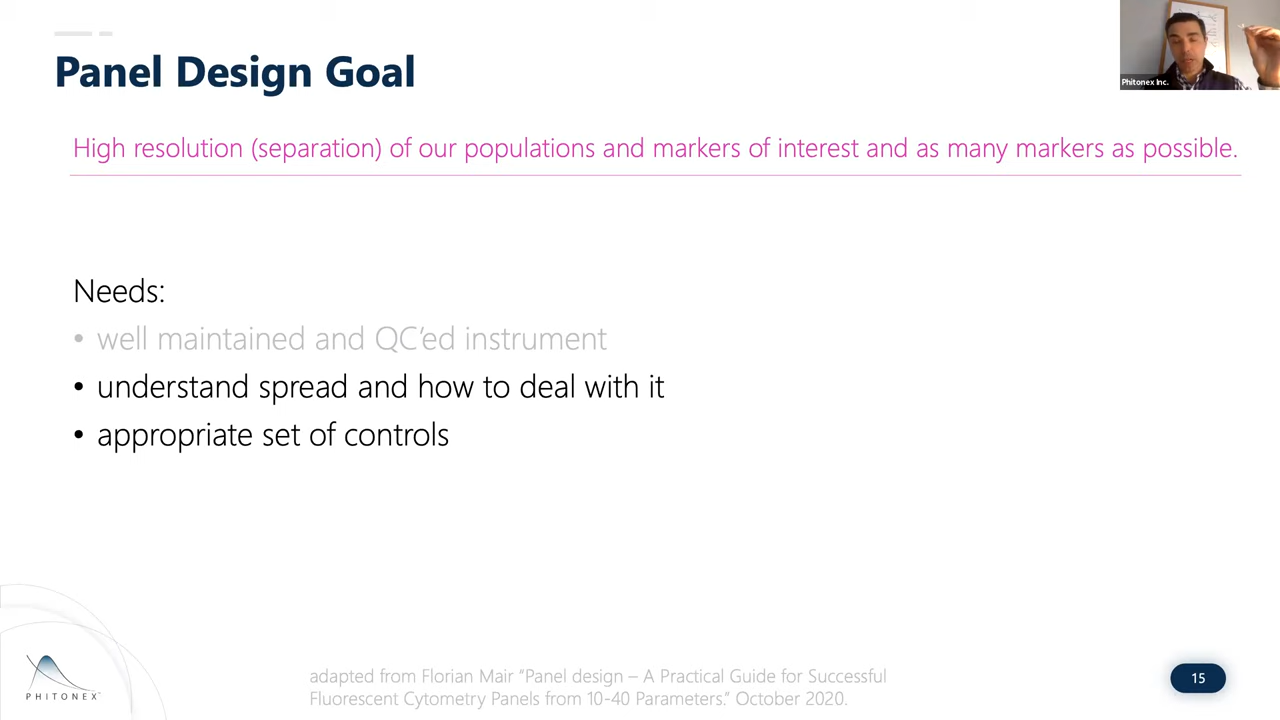 Panel Design Goal
Phitonex Inc.
High resolution (separation) of our populations and markers of interest and as many markers as possible.
Needs:
• well maintained and QC’ed instrument
• understand spread and how to deal with it
• appropriate set of controls
adapted from Florian Mair “Panel design – A Practical Guide for Successful
Fluorescent Cytometry Panels from 10-40 Parameters.” October 2020.
PHITONEX™
15